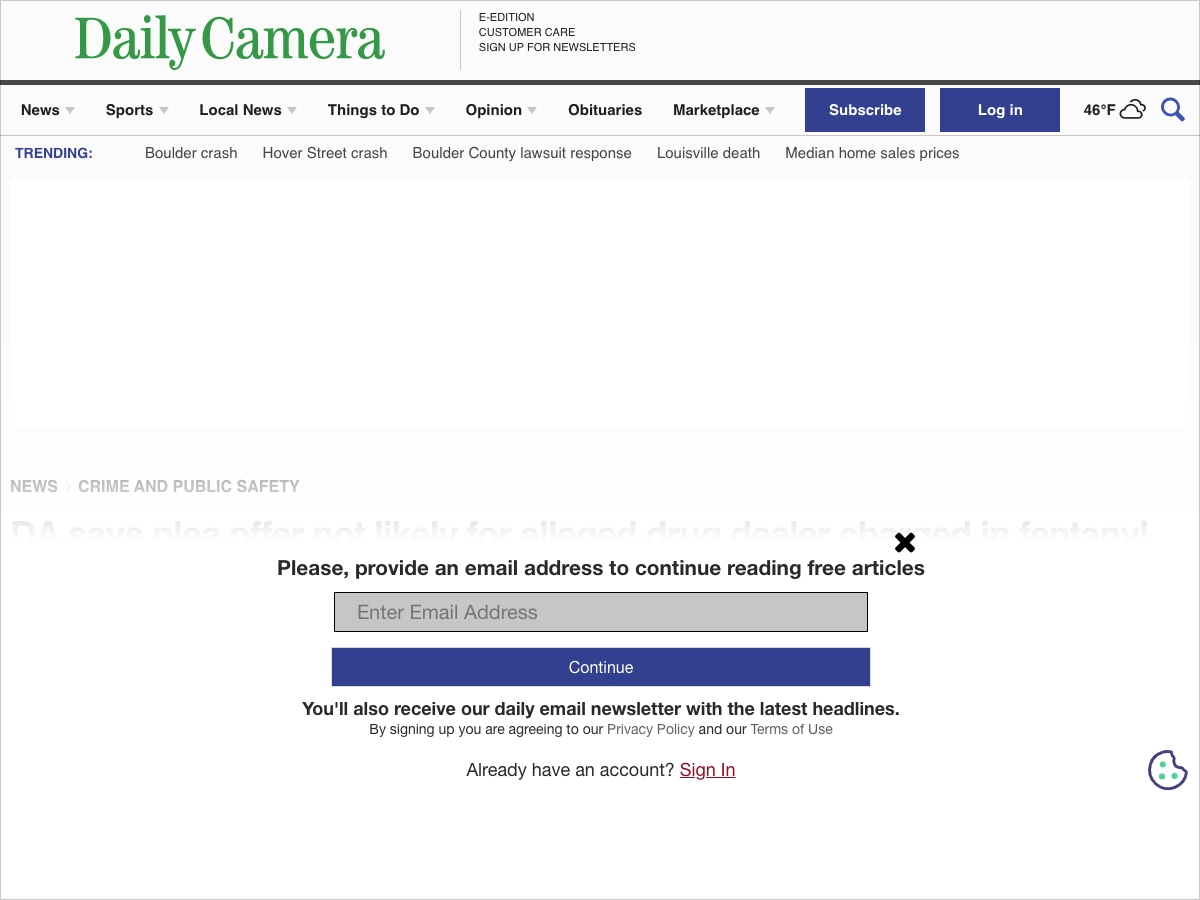 Daily Camera
E-EDITION
CUSTOMER CARE
SIGN UP FOR NEWSLETTERS
News Sports Local News Things to Do Opinion Obituaries Marketplace Subscribe Log in 46°F
TRENDING: Boulder crash Hover Street crash Boulder County lawsuit response Louisville death Median home sales prices
NEWS > CRIME AND PUBLIC SAFETY
DA says plea offer not likely for alleged drug dealer charged in fentanyl
Please, provide an email address to continue reading free articles
Enter Email Address
Continue
You'll also receive our daily email newsletter with the latest headlines.
By signing up you are agreeing to our Privacy Policy and our Terms of Use
Already have an account? Sign In